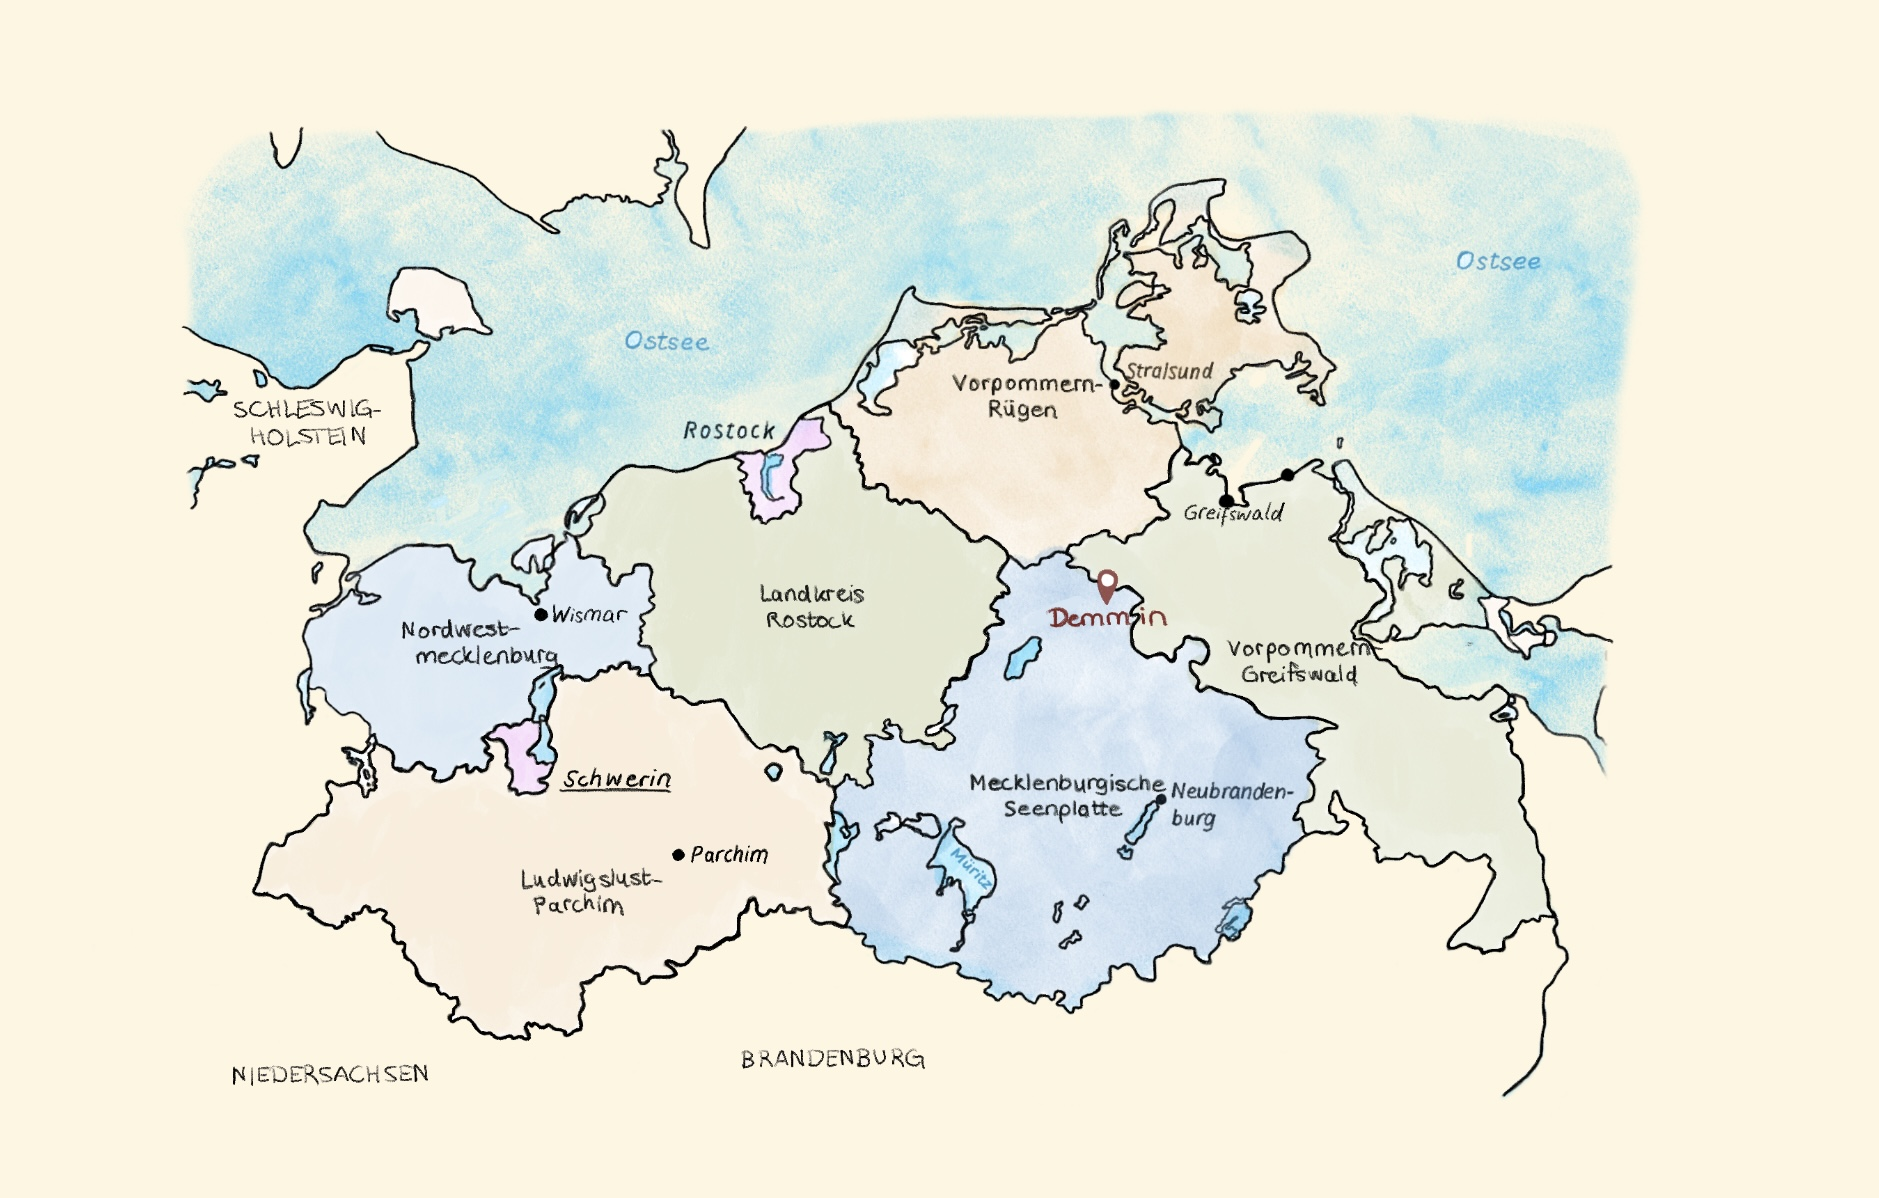 Ostsee
Ostsee
SCHLESWIG-
HOLSTEIN
Rostock
Vorpommern-
Rügen
Stralsund
Greifswald
Landkreis
Rostock
Wismar
Nordwest-
mecklenburg
Demmin
Vorpommern-
Greifswald
Schwerin
Mecklenburgische
Seenplatte
Neubranden-
burg
Müritz
Parchim
Ludwigslust-
Parchim
NIEDERSACHSEN
BRANDENBURG